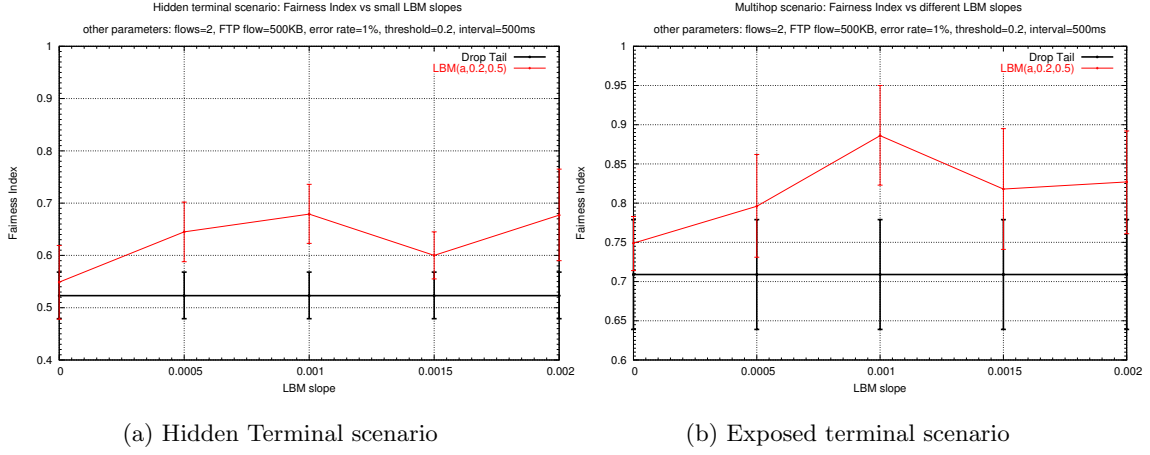 Hidden terminal scenario: Fairness Index vs small LBM slopes
other parameters: flows=2, FTP flow=500KB, error rate=1%, threshold=0.2, interval=500ms
1
0.9
0.8
0.7
0.6
0.5
0.4
Fairness Index
Drop Tail
LBM(a,0.2,0.5)
0 0.0005 0.001 0.0015 0.002
LBM slope
(a) Hidden Terminal scenario
Multihop scenario: Fairness Index vs different LBM slopes
other parameters: flows=2, FTP flow=500KB, error rate=1%, threshold=0.2, interval=500ms
1
0.95
0.9
0.85
0.8
0.75
0.7
0.65
0.6
Fairness Index
Drop Tail
LBM(a,0.2,0.5)
0 0.0005 0.001 0.0015 0.002
LBM slope
(b) Exposed terminal scenario